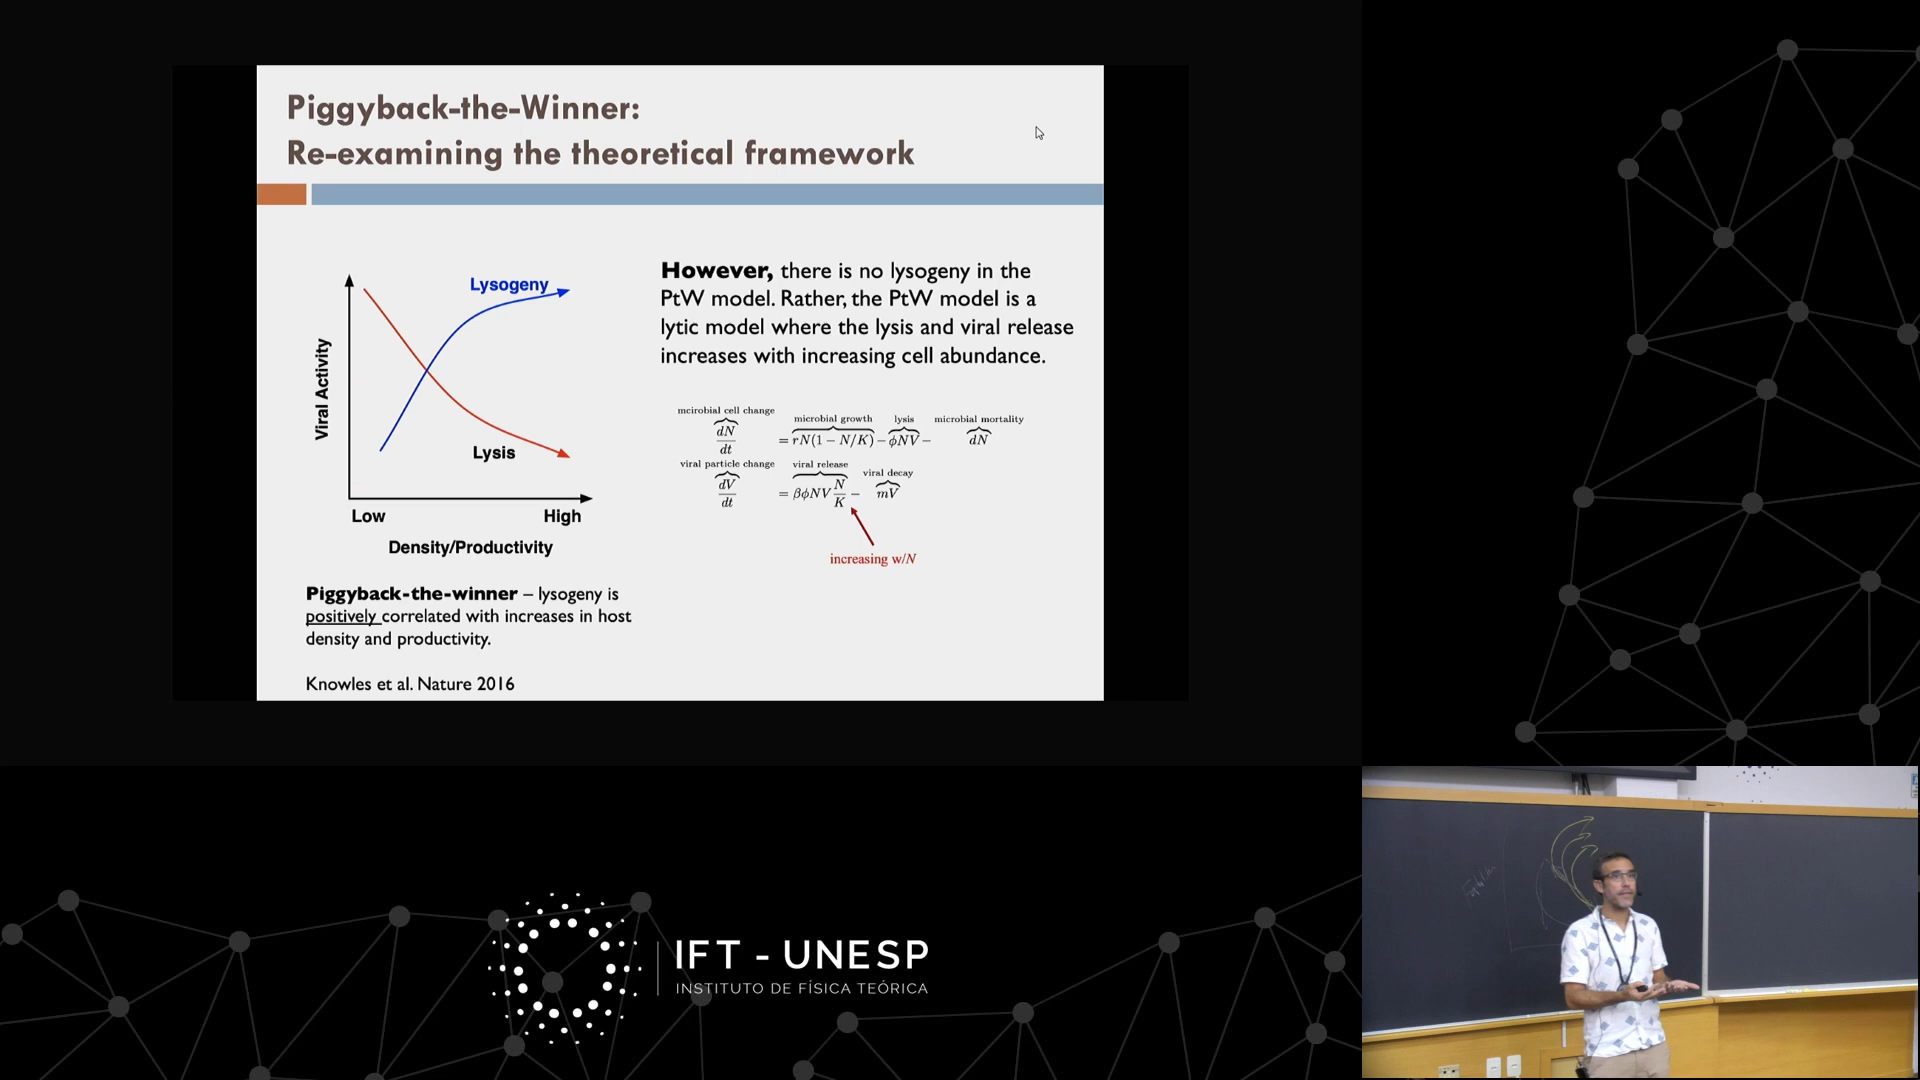 Piggyback-the-Winner:
Re-examining the theoretical framework
Lysogeny
Viral Activity
Lysis
Low
High
Density/Productivity
Piggyback-the-winner – lysogeny is
positively correlated with increases in host
density and productivity.
Knowles et al. Nature 2016
However, there is no lysogeny in the
PtW model. Rather, the PtW model is a
lytic model where the lysis and viral release
increases with increasing cell abundance.
mcirobial cell change microbial growth lysis microbial mortality
dN/dt = rN(1 − N/K) − ϕNV − dN
viral particle change viral release viral decay
dV/dt = βϕNV N/K − mV
increasing w/N
IFT - UNESP
INSTITUTO DE FÍSICA TEÓRICA